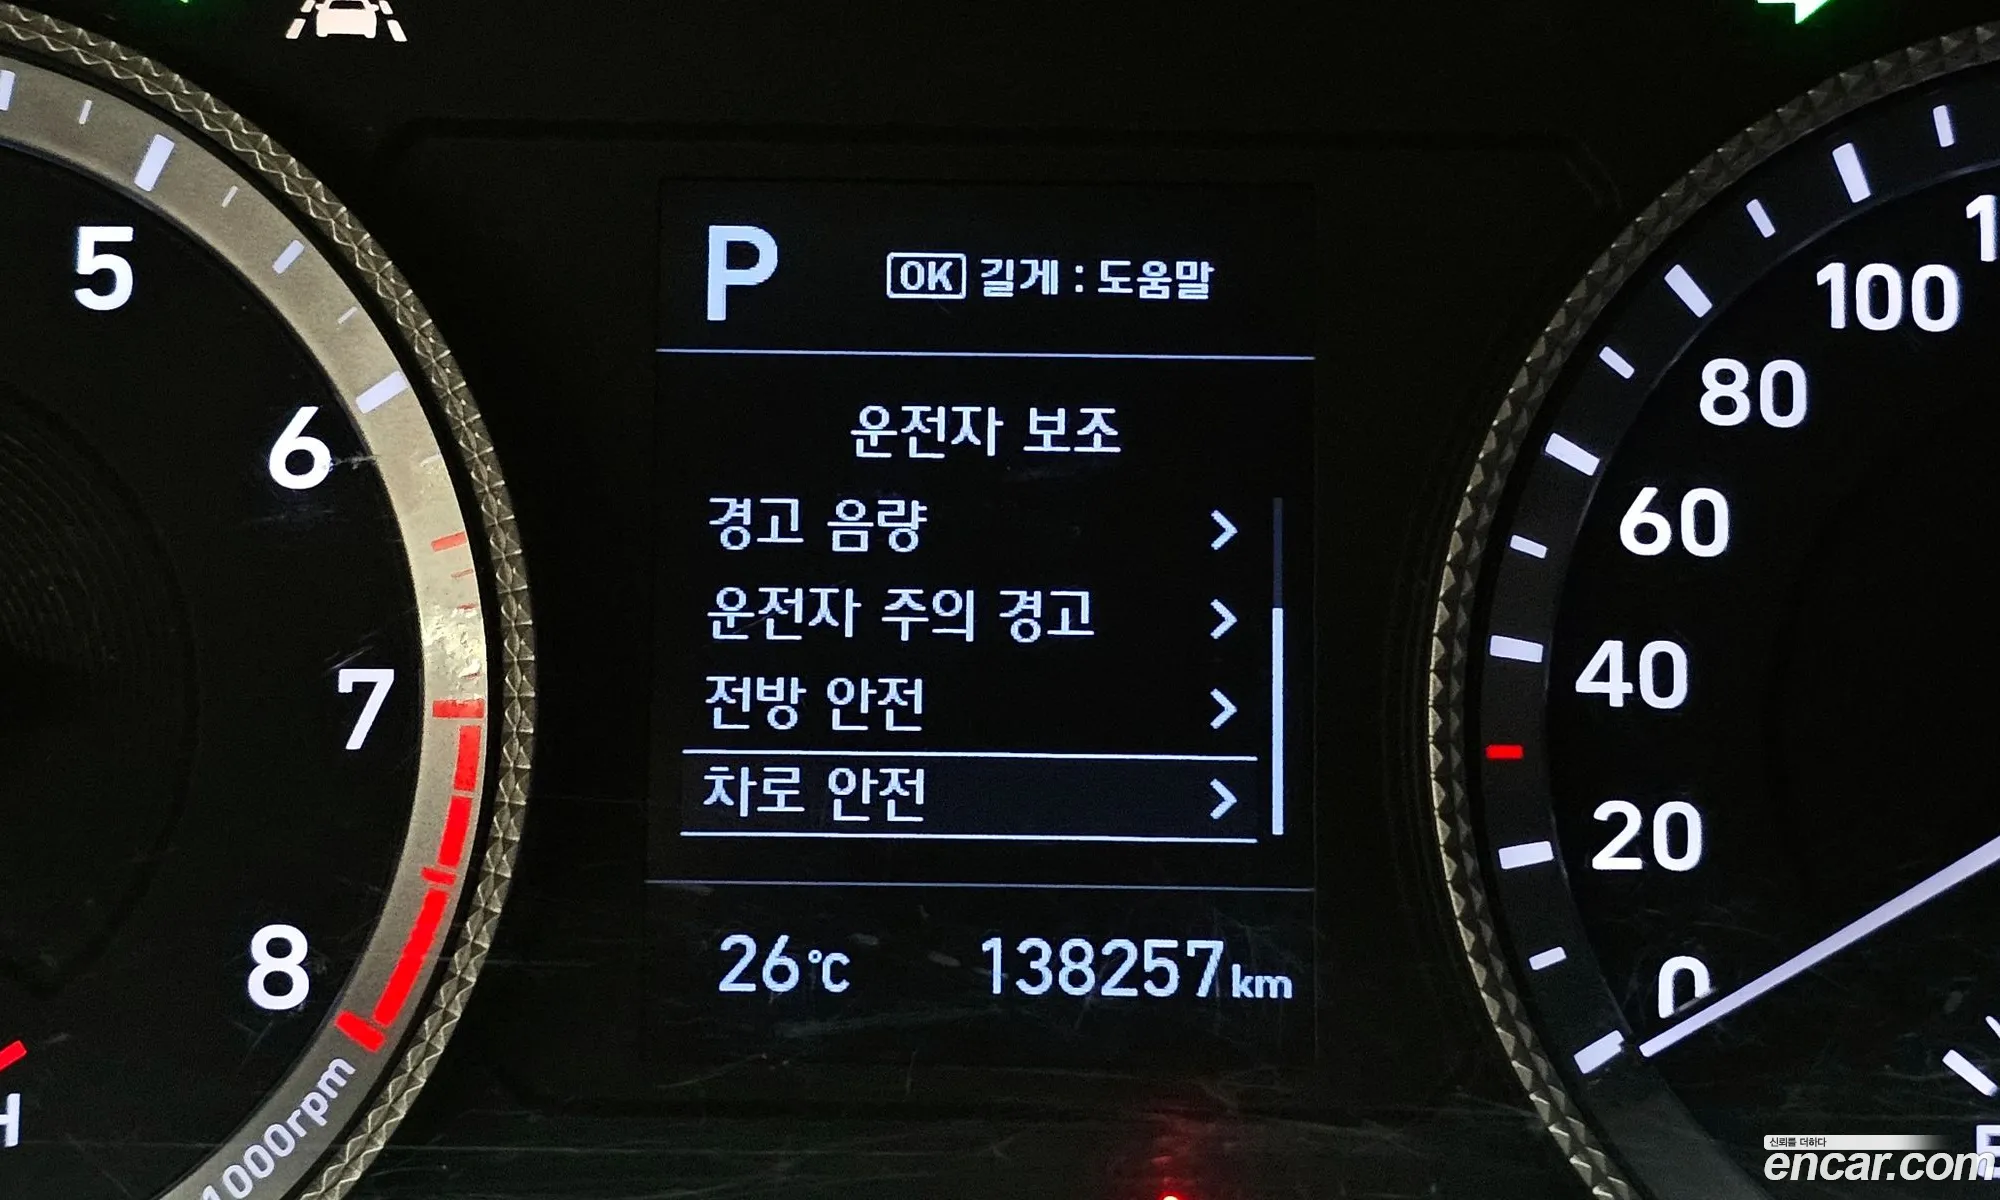 P
OK 길게 : 도움말
운전자 보조
경고 음량
운전자 주의 경고
전방 안전
차로 안전
26℃ 138257km
5
6
7
8
1000rpm
H
100
80
60
40
20
0
신뢰를 더하다
encar.com